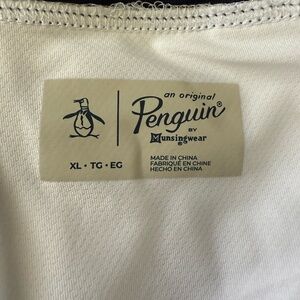 an original
Penguin®
BY
Munsingwear
XL • TG • EG
MADE IN CHINA
FABRIQUÉ EN CHINE
HECHO EN CHINA